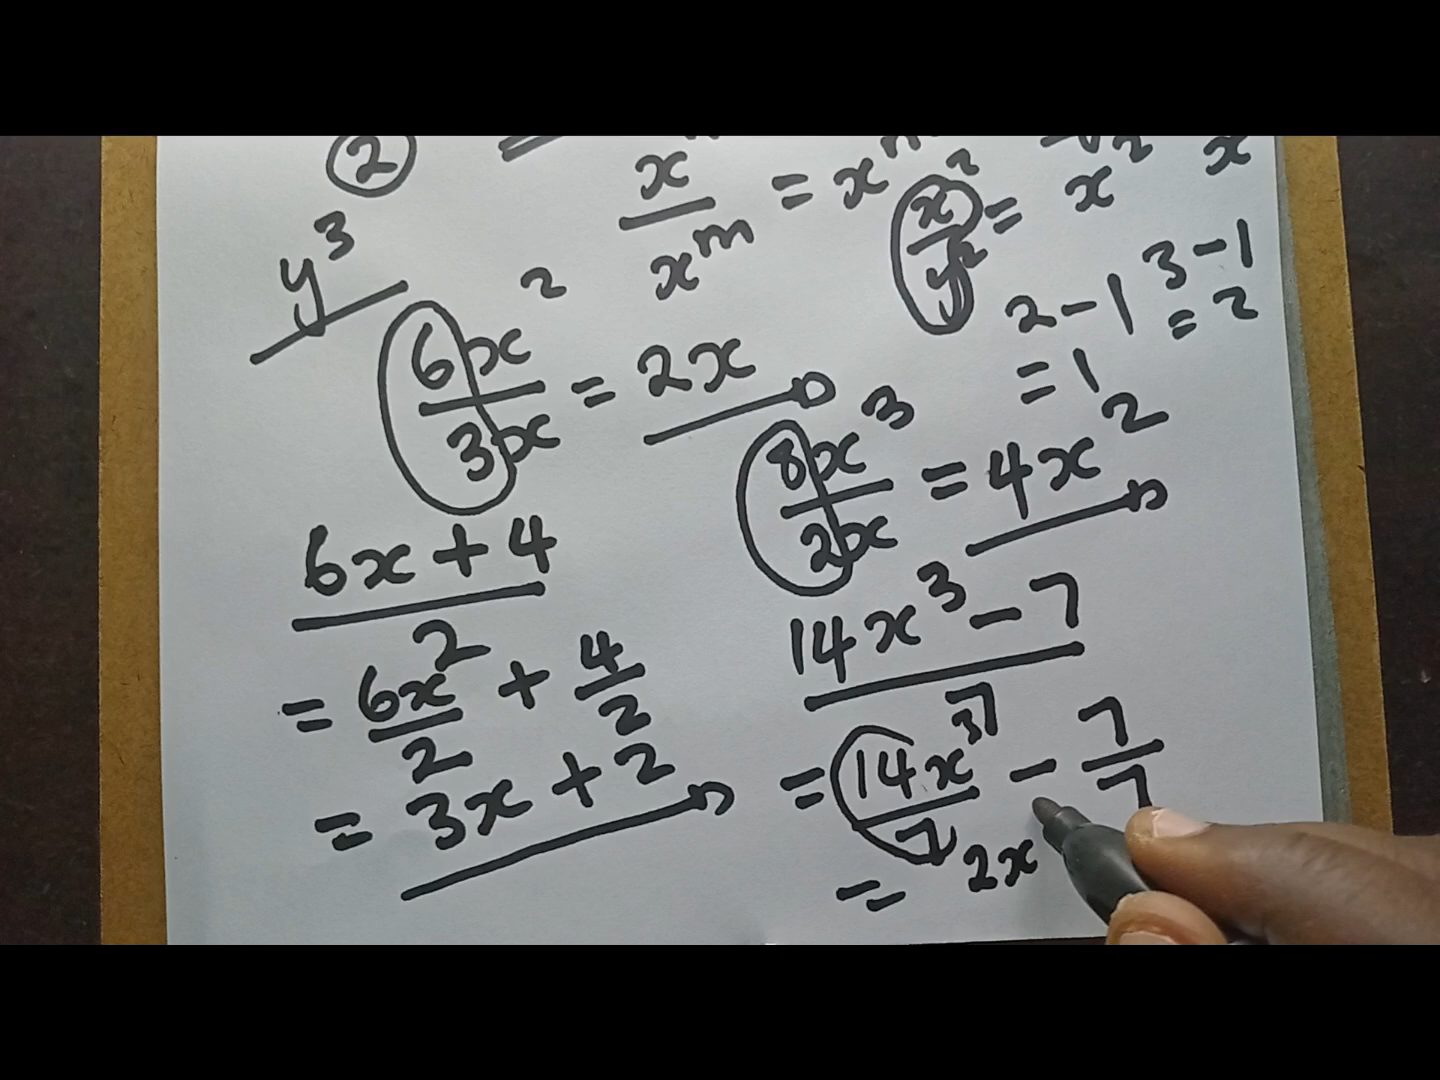 ②
y³
x
x^m = x
x²/y² = x² x
6x²/3x = 2x
2-1 = 1
3-1 = 2
8x³/2x = 4x²
6x+4
2
= 6x/2 + 4/2
= 3x+2
14x³-7
7
= 14x³/7 - 7/7
= 2x